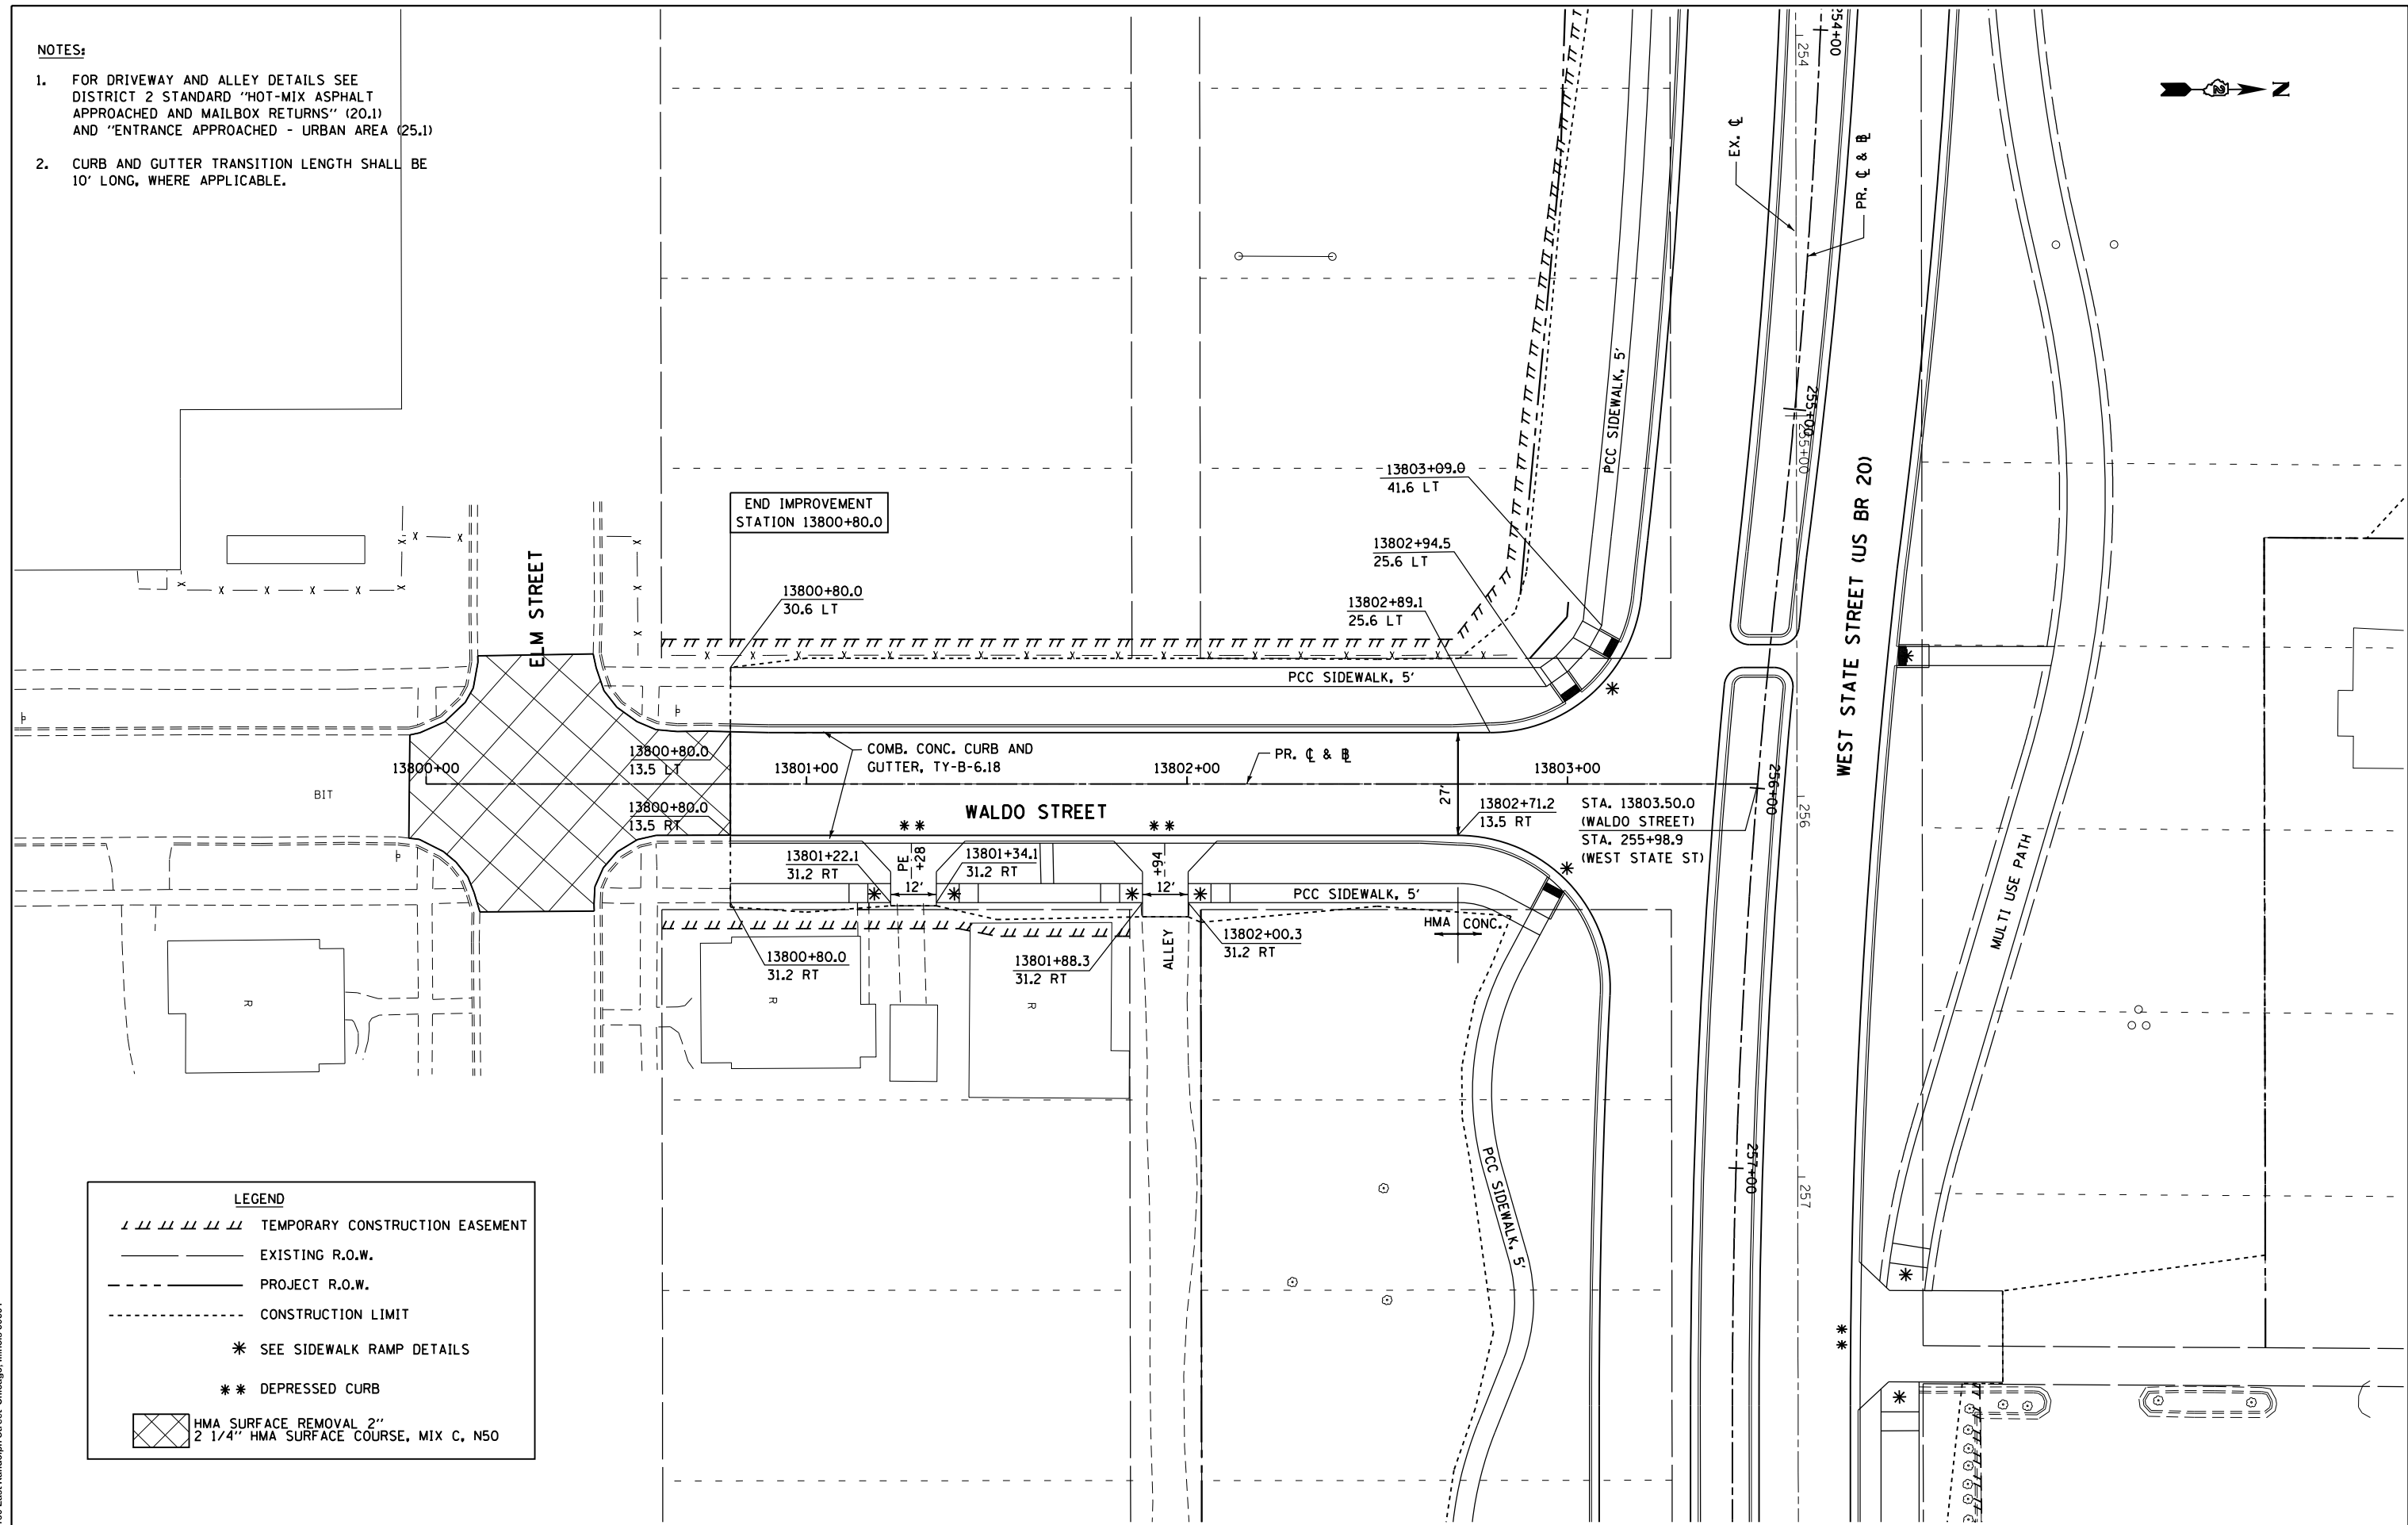 NOTES:
1. FOR DRIVEWAY AND ALLEY DETAILS SEE
DISTRICT 2 STANDARD "HOT-MIX ASPHALT
APPROACHED AND MAILBOX RETURNS" (20.1)
AND "ENTRANCE APPROACHED - URBAN AREA (25.1)
2. CURB AND GUTTER TRANSITION LENGTH SHALL BE
10' LONG, WHERE APPLICABLE.
254+00
254
N
EX. ℄
PR. ℄ & B
PCC SIDEWALK, 5'
255+00
255+00
WEST STATE STREET (US BR 20)
13803+09.0
41.6 LT
END IMPROVEMENT
STATION 13800+80.0
13802+94.5
25.6 LT
ELM STREET
13800+80.0
30.6 LT
13802+89.1
25.6 LT
PCC SIDEWALK, 5'
13800+80.0
13.5 LT
COMB. CONC. CURB AND
GUTTER, TY-B-6.18
PR. ℄ & B
13800+00
13801+00
13802+00
13803+00
BIT
27'
256+00
256
13800+80.0
13.5 RT
WALDO STREET
13802+71.2
13.5 RT
STA. 13803.50.0
(WALDO STREET)
STA. 255+98.9
(WEST STATE ST)
* *
* *
13801+22.1
31.2 RT
PE
+28
13801+34.1
31.2 RT
+94
12'
12'
PCC SIDEWALK, 5'
HMA
CONC.
MULTI USE PATH
13800+80.0
31.2 RT
13801+88.3
31.2 RT
ALLEY
13802+00.3
31.2 RT
R
R
R
PCC SIDEWALK, 5'
257+00
257
LEGEND
TEMPORARY CONSTRUCTION EASEMENT
EXISTING R.O.W.
PROJECT R.O.W.
CONSTRUCTION LIMIT
* SEE SIDEWALK RAMP DETAILS
* * DEPRESSED CURB
HMA SURFACE REMOVAL 2"
2 1/4" HMA SURFACE COURSE, MIX C, N50